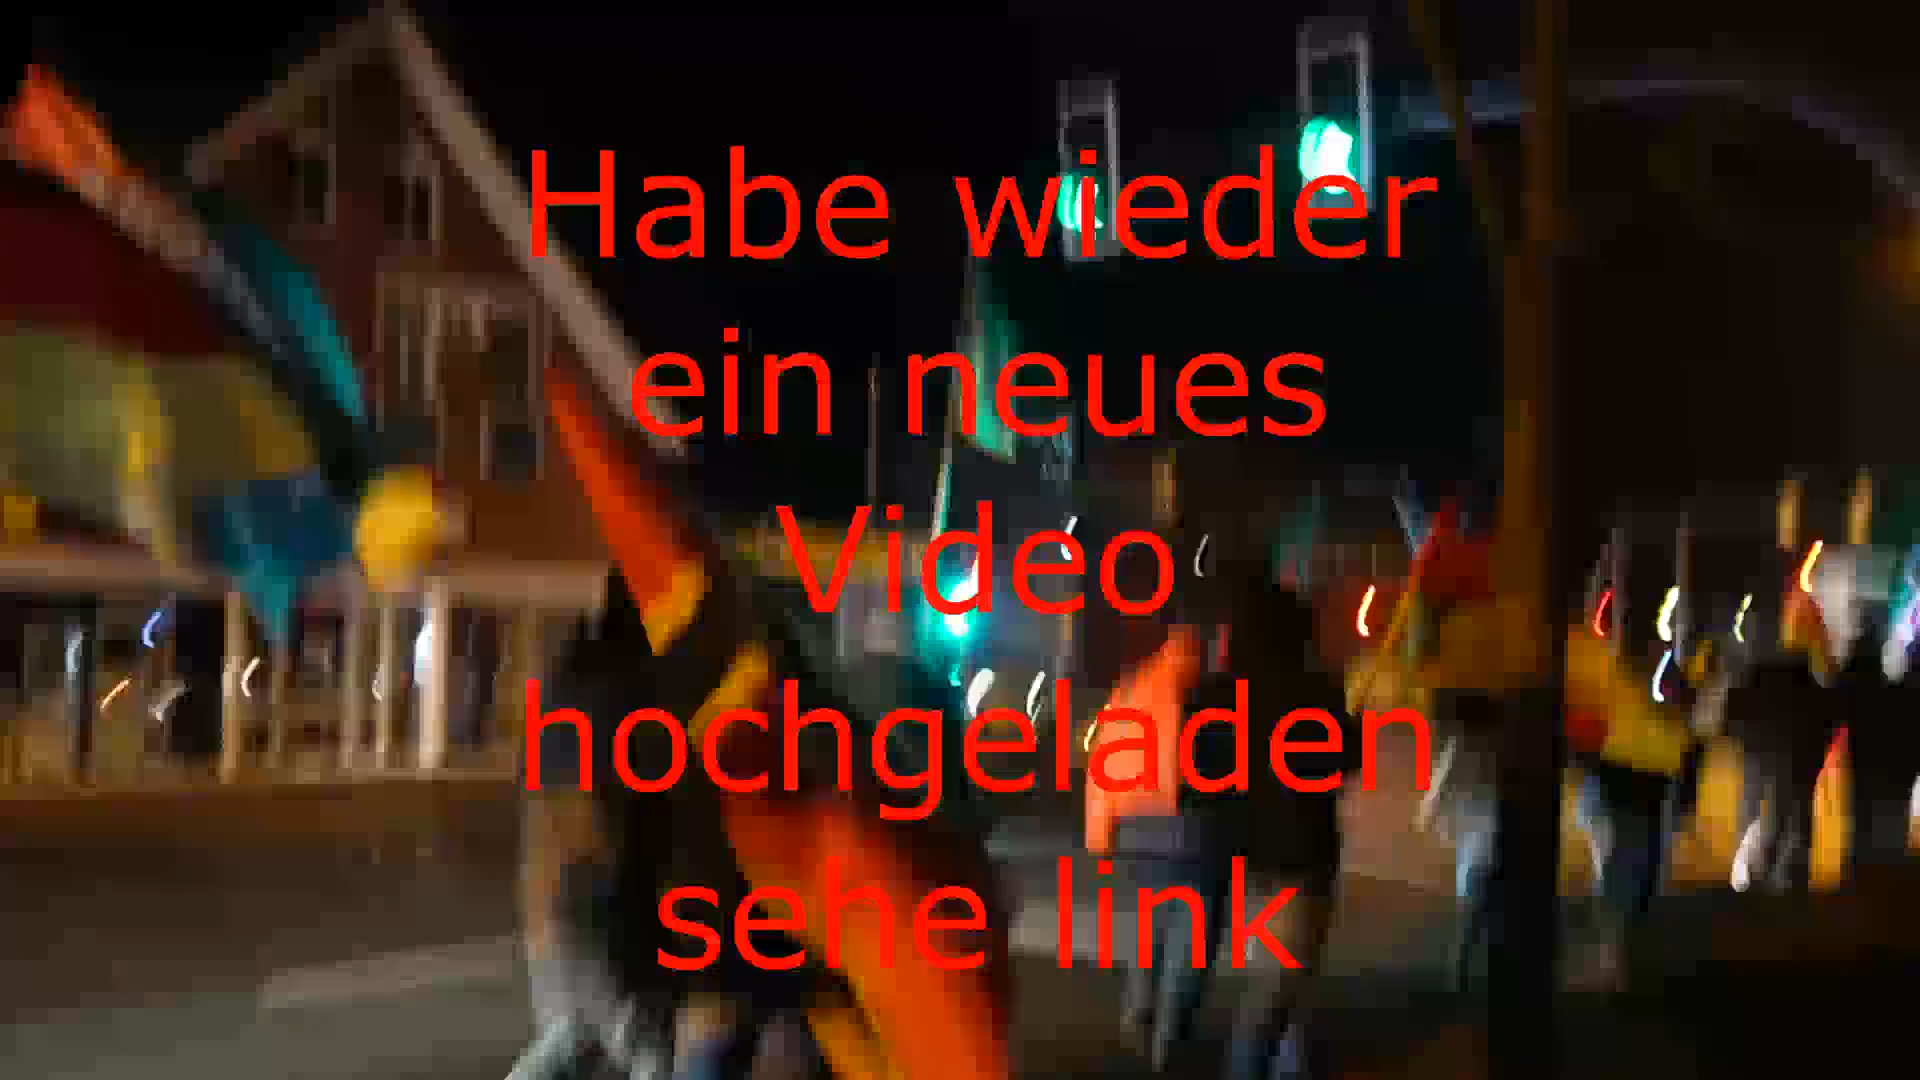 Habe wieder
ein neues
Video
hochgeladen
sehe link